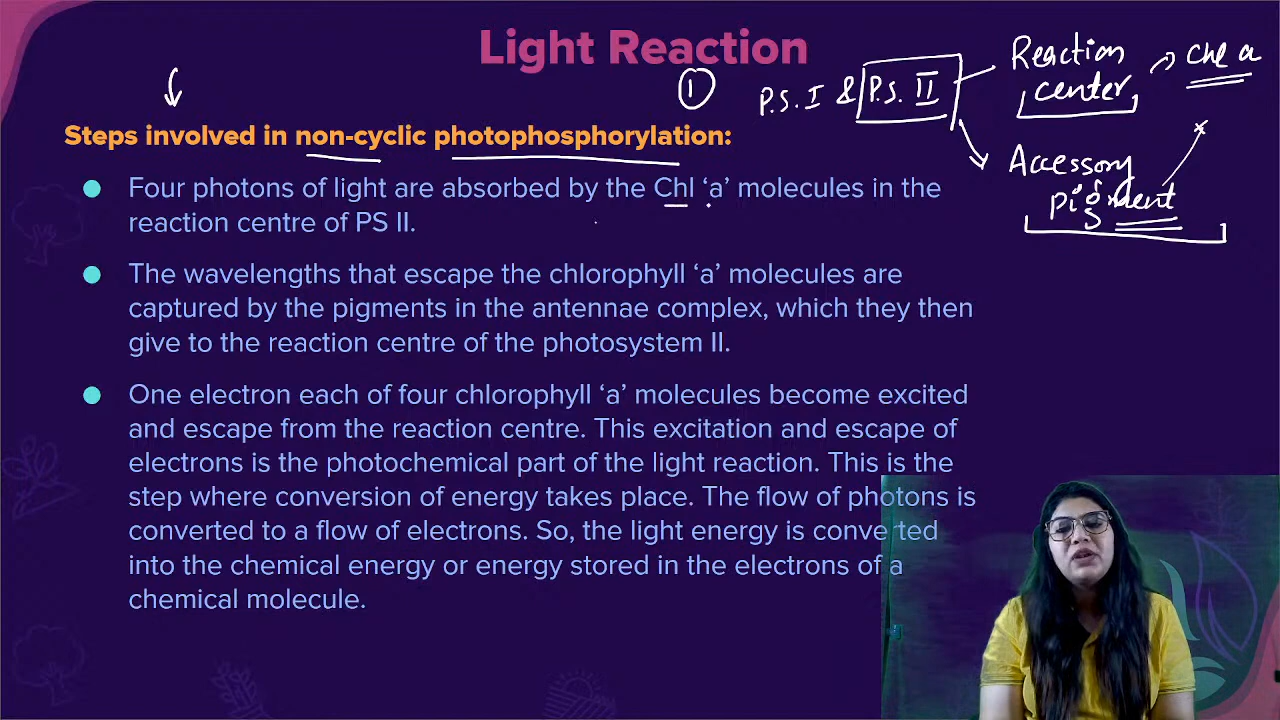 Light Reaction
①
P.S. I & P.S. II
Reaction
center
Chl a
Accessory
pigment
Steps involved in non-cyclic photophosphorylation:
● Four photons of light are absorbed by the Chl ‘a’ molecules in the
reaction centre of PS II.
● The wavelengths that escape the chlorophyll ‘a’ molecules are
captured by the pigments in the antennae complex, which they then
give to the reaction centre of the photosystem II.
● One electron each of four chlorophyll ‘a’ molecules become excited
and escape from the reaction centre. This excitation and escape of
electrons is the photochemical part of the light reaction. This is the
step where conversion of energy takes place. The flow of photons is
converted to a flow of electrons. So, the light energy is converted
into the chemical energy or energy stored in the electrons of a
chemical molecule.